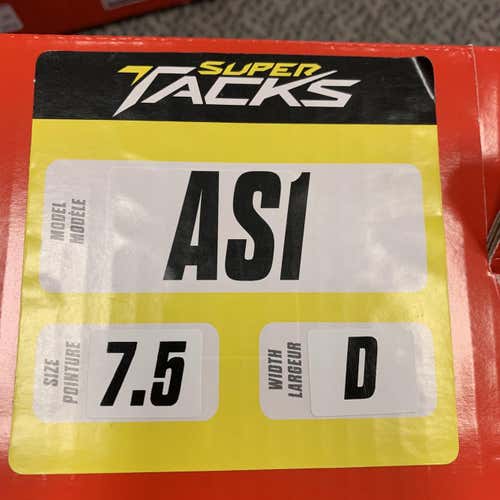 SUPER
TACKS
MODEL
MODÈLE
AS1
SIZE
POINTURE
7.5
WIDTH
LARGEUR
D